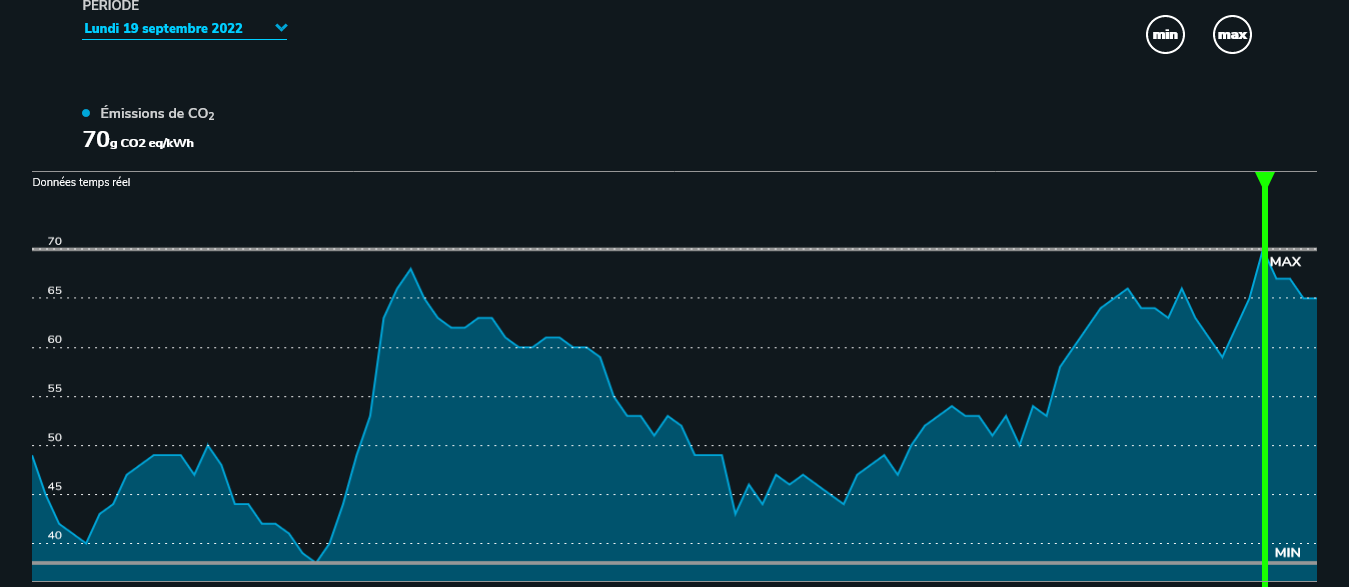 PÉRIODE
Lundi 19 septembre 2022
min
max
Émissions de CO₂
70g CO2 eq/kWh
Données temps réel
70
MAX
65
60
55
50
45
40
MIN